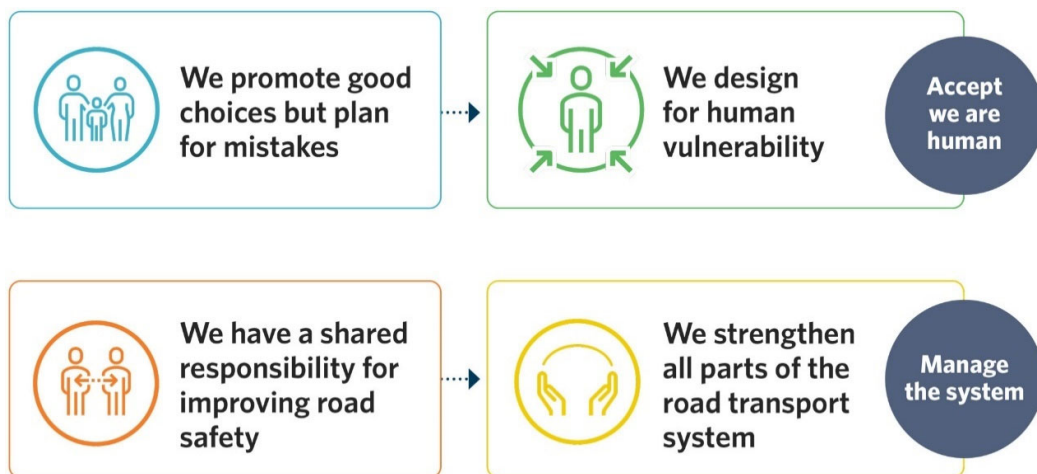 We promote good
choices but plan
for mistakes
We design
for human
vulnerability
Accept
we are
human
We have a shared
responsibility for
improving road
safety
We strengthen
all parts of the
road transport
system
Manage
the system